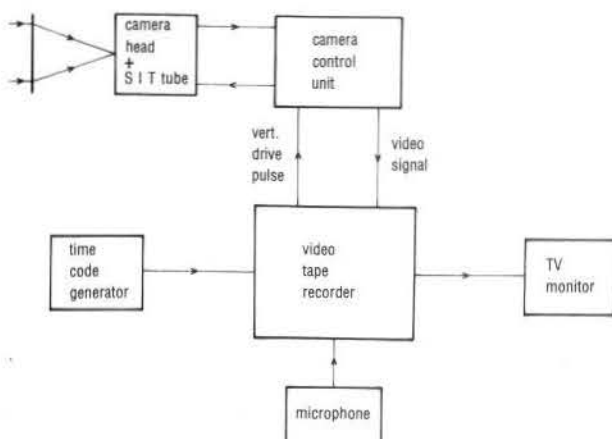 camera
head
+
S I T tube
camera
control
unit
vert.
drive
pulse
video
signal
time
code
generator
video
tape
recorder
TV
monitor
microphone